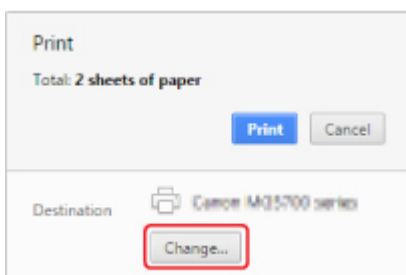 Print
Total: 2 sheets of paper
Print Cancel
Destination Canon series
Change...